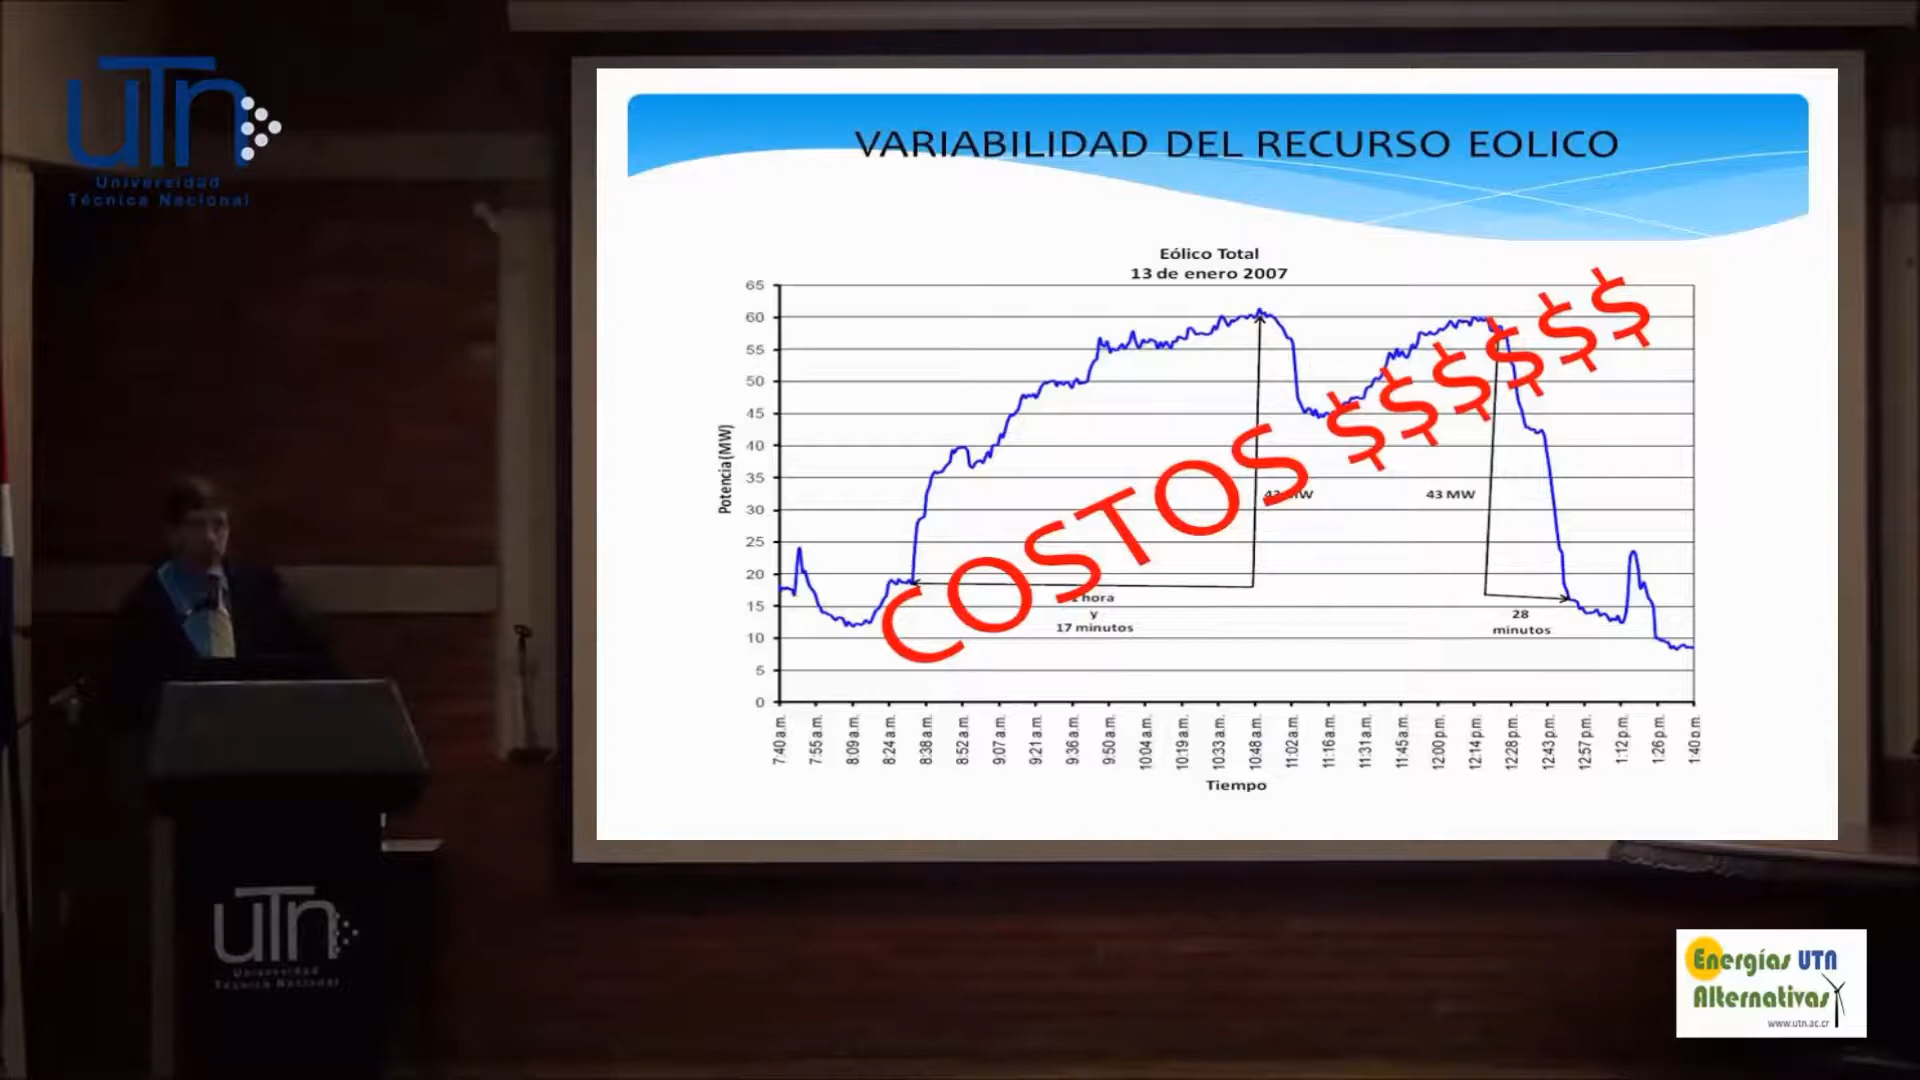 uTn
Universidad
Técnica Nacional
VARIABILIDAD DEL RECURSO EOLICO
Eólico Total
13 de enero 2007
65
60
55
50
45
40
35
30
25
20
15
10
5
0
Potencia(MW)
COSTOS $$$$$$
MW
43 MW
hora
y
17 minutos
28
minutos
7:40 a.m.
7:55 a.m.
8:09 a.m.
8:24 a.m.
8:38 a.m.
8:52 a.m.
9:07 a.m.
9:21 a.m.
9:36 a.m.
9:50 a.m.
10:04 a.m.
10:19 a.m.
10:33 a.m.
10:48 a.m.
11:02 a.m.
11:16 a.m.
11:31 a.m.
11:45 a.m.
12:00 p.m.
12:14 p.m.
12:28 p.m.
12:43 p.m.
12:57 p.m.
1:12 p.m.
1:26 p.m.
1:40 p.m.
Tiempo
uTn
Universidad
Técnica Nacional
Energías UTN
Alternativas
www.utn.ac.cr